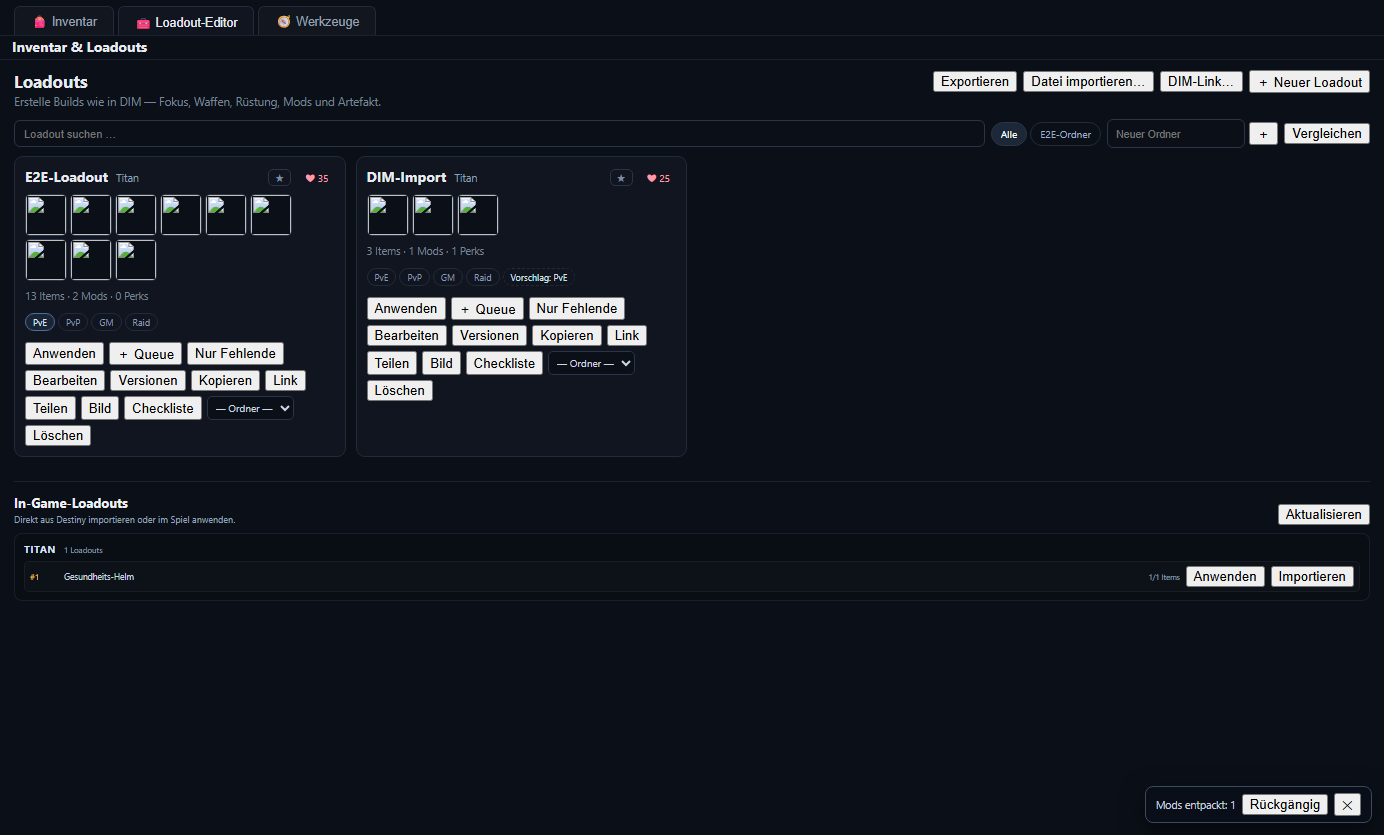 Inventar Loadout-Editor Werkzeuge
Inventar & Loadouts
Loadouts Exportieren Datei importieren… DIM-Link… + Neuer Loadout
Erstelle Builds wie in DIM — Fokus, Waffen, Rüstung, Mods und Artefakt.
Loadout suchen … Alle E2E-Ordner Neuer Ordner + Vergleichen
E2E-Loadout Titan ★ 35
13 Items · 2 Mods · 0 Perks
PvE PvP GM Raid
Anwenden + Queue Nur Fehlende
Bearbeiten Versionen Kopieren Link
Teilen Bild Checkliste — Ordner —
Löschen
DIM-Import Titan ★ 25
3 Items · 1 Mods · 1 Perks
PvE PvP GM Raid Vorschlag: PvE
Anwenden + Queue Nur Fehlende
Bearbeiten Versionen Kopieren Link
Teilen Bild Checkliste — Ordner —
Löschen
In-Game-Loadouts
Direkt aus Destiny importieren oder im Spiel anwenden.
Aktualisieren
TITAN 1 Loadouts
#1 Gesundheits-Helm 1/1 Items Anwenden Importieren
Mods entpackt: 1 Rückgängig ✕